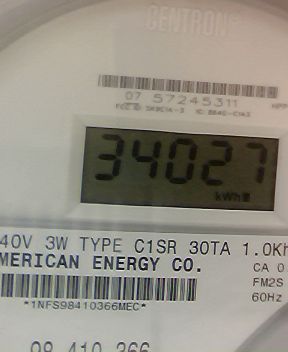 CENTRON®
07 57245311
34027
kWh
40V 3W TYPE C1SR 30TA 1.0Kh
MERICAN ENERGY CO.
CA 0.
FM2S
60Hz
*1NFS98410366MEC*
98 410 366